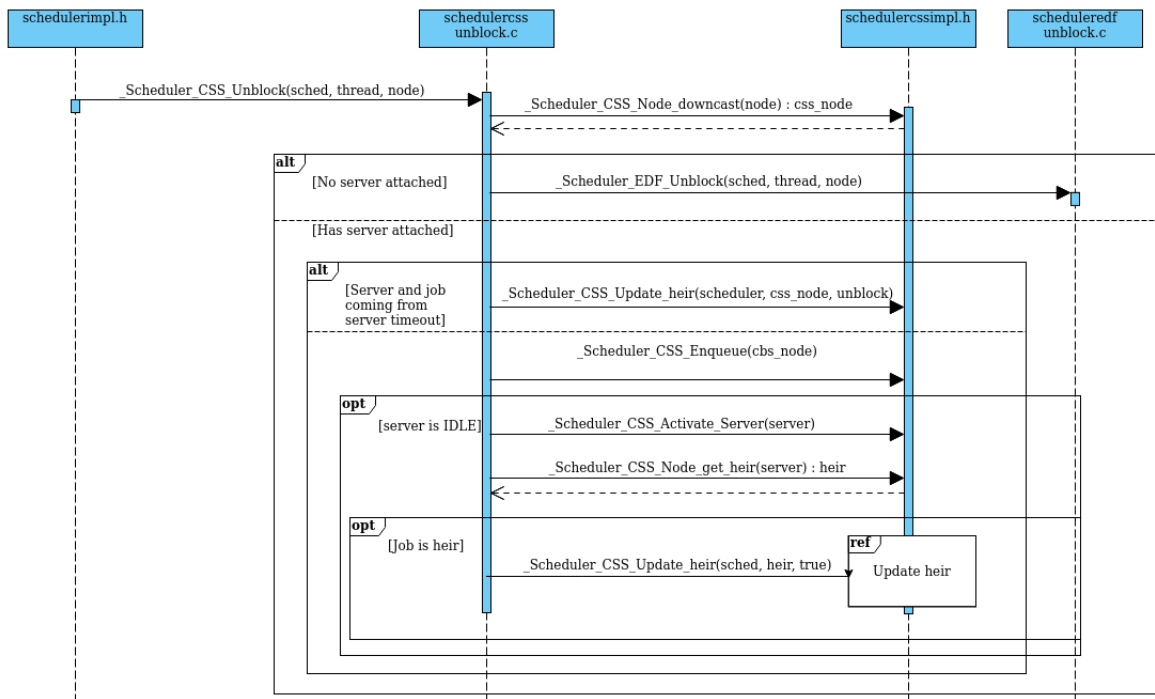 schedulerimpl.h
schedulercss
unblock.c
schedulercssimpl.h
scheduleredf
unblock.c
_Scheduler_CSS_Unblock(sched, thread, node)
_Scheduler_CSS_Node_downcast(node) : css_node
alt
[No server attached]
_Scheduler_EDF_Unblock(sched, thread, node)
[Has server attached]
alt
[Server and job
coming from
server timeout]
_Scheduler_CSS_Update_heir(scheduler, css_node, unblock)
_Scheduler_CSS_Enqueue(cbs_node)
opt
[server is IDLE]
_Scheduler_CSS_Activate_Server(server)
_Scheduler_CSS_Node_get_heir(server) : heir
opt
[Job is heir]
_Scheduler_CSS_Update_heir(sched, heir, true)
ref
Update heir